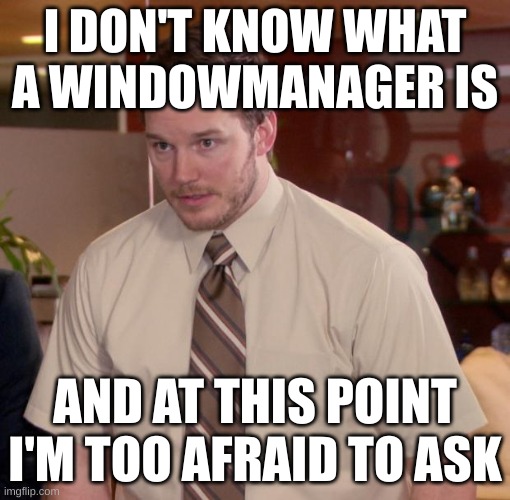 I DON'T KNOW WHAT
A WINDOWMANAGER IS
AND AT THIS POINT
I'M TOO AFRAID TO ASK
imgflip.com